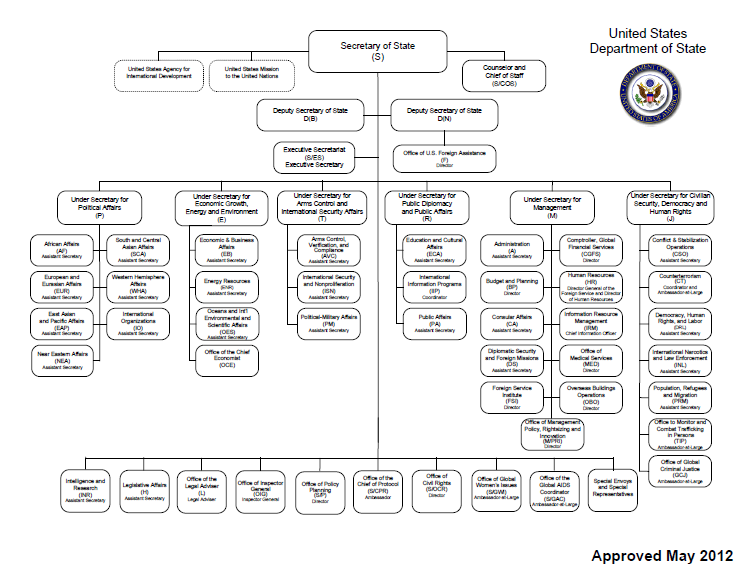 United States
Department of State
Secretary of State
(S)
United States Agency for
International Development
United States Mission
to the United Nations
Counselor and
Chief of Staff
(S/COS)
Deputy Secretary of State
D(B)
Deputy Secretary of State
D(N)
Executive Secretariat
(S/ES)
Executive Secretary
Office of U.S. Foreign Assistance
(F)
Director
Under Secretary for
Political Affairs
(P)
Under Secretary for
Economic Growth,
Energy and Environment
(E)
Under Secretary for
Arms Control and
International Security Affairs
(T)
Under Secretary for
Public Diplomacy
and Public Affairs
(R)
Under Secretary for
Management
(M)
Under Secretary for Civilian
Security, Democracy and
Human Rights
(J)
African Affairs
(AF)
Assistant Secretary
South and Central
Asian Affairs
(SCA)
Assistant Secretary
European and
Eurasian Affairs
(EUR)
Assistant Secretary
Western Hemisphere
Affairs
(WHA)
Assistant Secretary
East Asian
and Pacific Affairs
(EAP)
Assistant Secretary
International
Organizations
(IO)
Assistant Secretary
Near Eastern Affairs
(NEA)
Assistant Secretary
Economic & Business
Affairs
(EB)
Assistant Secretary
Energy Resources
(ENR)
Assistant Secretary
Oceans and Int'l
Environmental and
Scientific Affairs
(OES)
Assistant Secretary
Office of the Chief
Economist
(OCE)
Arms Control,
Verification, and
Compliance
(AVC)
Assistant Secretary
International Security
and Nonproliferation
(ISN)
Assistant Secretary
Political-Military Affairs
(PM)
Assistant Secretary
Education and Cultural
Affairs
(ECA)
Assistant Secretary
International
Information Programs
(IIP)
Coordinator
Public Affairs
(PA)
Assistant Secretary
Administration
(A)
Assistant Secretary
Comptroller, Global
Financial Services
(CGFS)
Director
Budget and Planning
(BP)
Director
Human Resources
(HR)
Director General of the
Foreign Service and Director
of Human Resources
Consular Affairs
(CA)
Assistant Secretary
Information Resource
Management
(IRM)
Chief Information Officer
Diplomatic Security
and Foreign Missions
(DS)
Assistant Secretary
Office of
Medical Services
(MED)
Director
Foreign Service
Institute
(FSI)
Director
Overseas Buildings
Operations
(OBO)
Director
Office of Management
Policy, Rightsizing and
Innovation
(M/PRI)
Director
Conflict & Stabilization
Operations
(CSO)
Assistant Secretary
Counterterrorism
(CT)
Coordinator and
Ambassador-at-Large
Democracy, Human
Rights, and Labor
(DRL)
Assistant Secretary
International Narcotics
and Law Enforcement
(INL)
Assistant Secretary
Population, Refugees
and Migration
(PRM)
Assistant Secretary
Office to Monitor and
Combat Trafficking
in Persons
(TIP)
Ambassador-at-Large
Office of Global
Criminal Justice
(GCJ)
Ambassador-at-Large
Intelligence and
Research
(INR)
Assistant Secretary
Legislative Affairs
(H)
Assistant Secretary
Office of the
Legal Adviser
(L)
Legal Adviser
Office of Inspector
General
(OIG)
Inspector General
Office of Policy
Planning
(S/P)
Director
Office of the
Chief of Protocol
(S/CPR)
Ambassador
Office of
Civil Rights
(S/OCR)
Director
Office of Global
Women's Issues
(S/GWI)
Ambassador-at-Large
Office of the
Global AIDS
Coordinator
(S/GAC)
Ambassador-at-Large
Special Envoys
and Special
Representatives
Approved May 2012